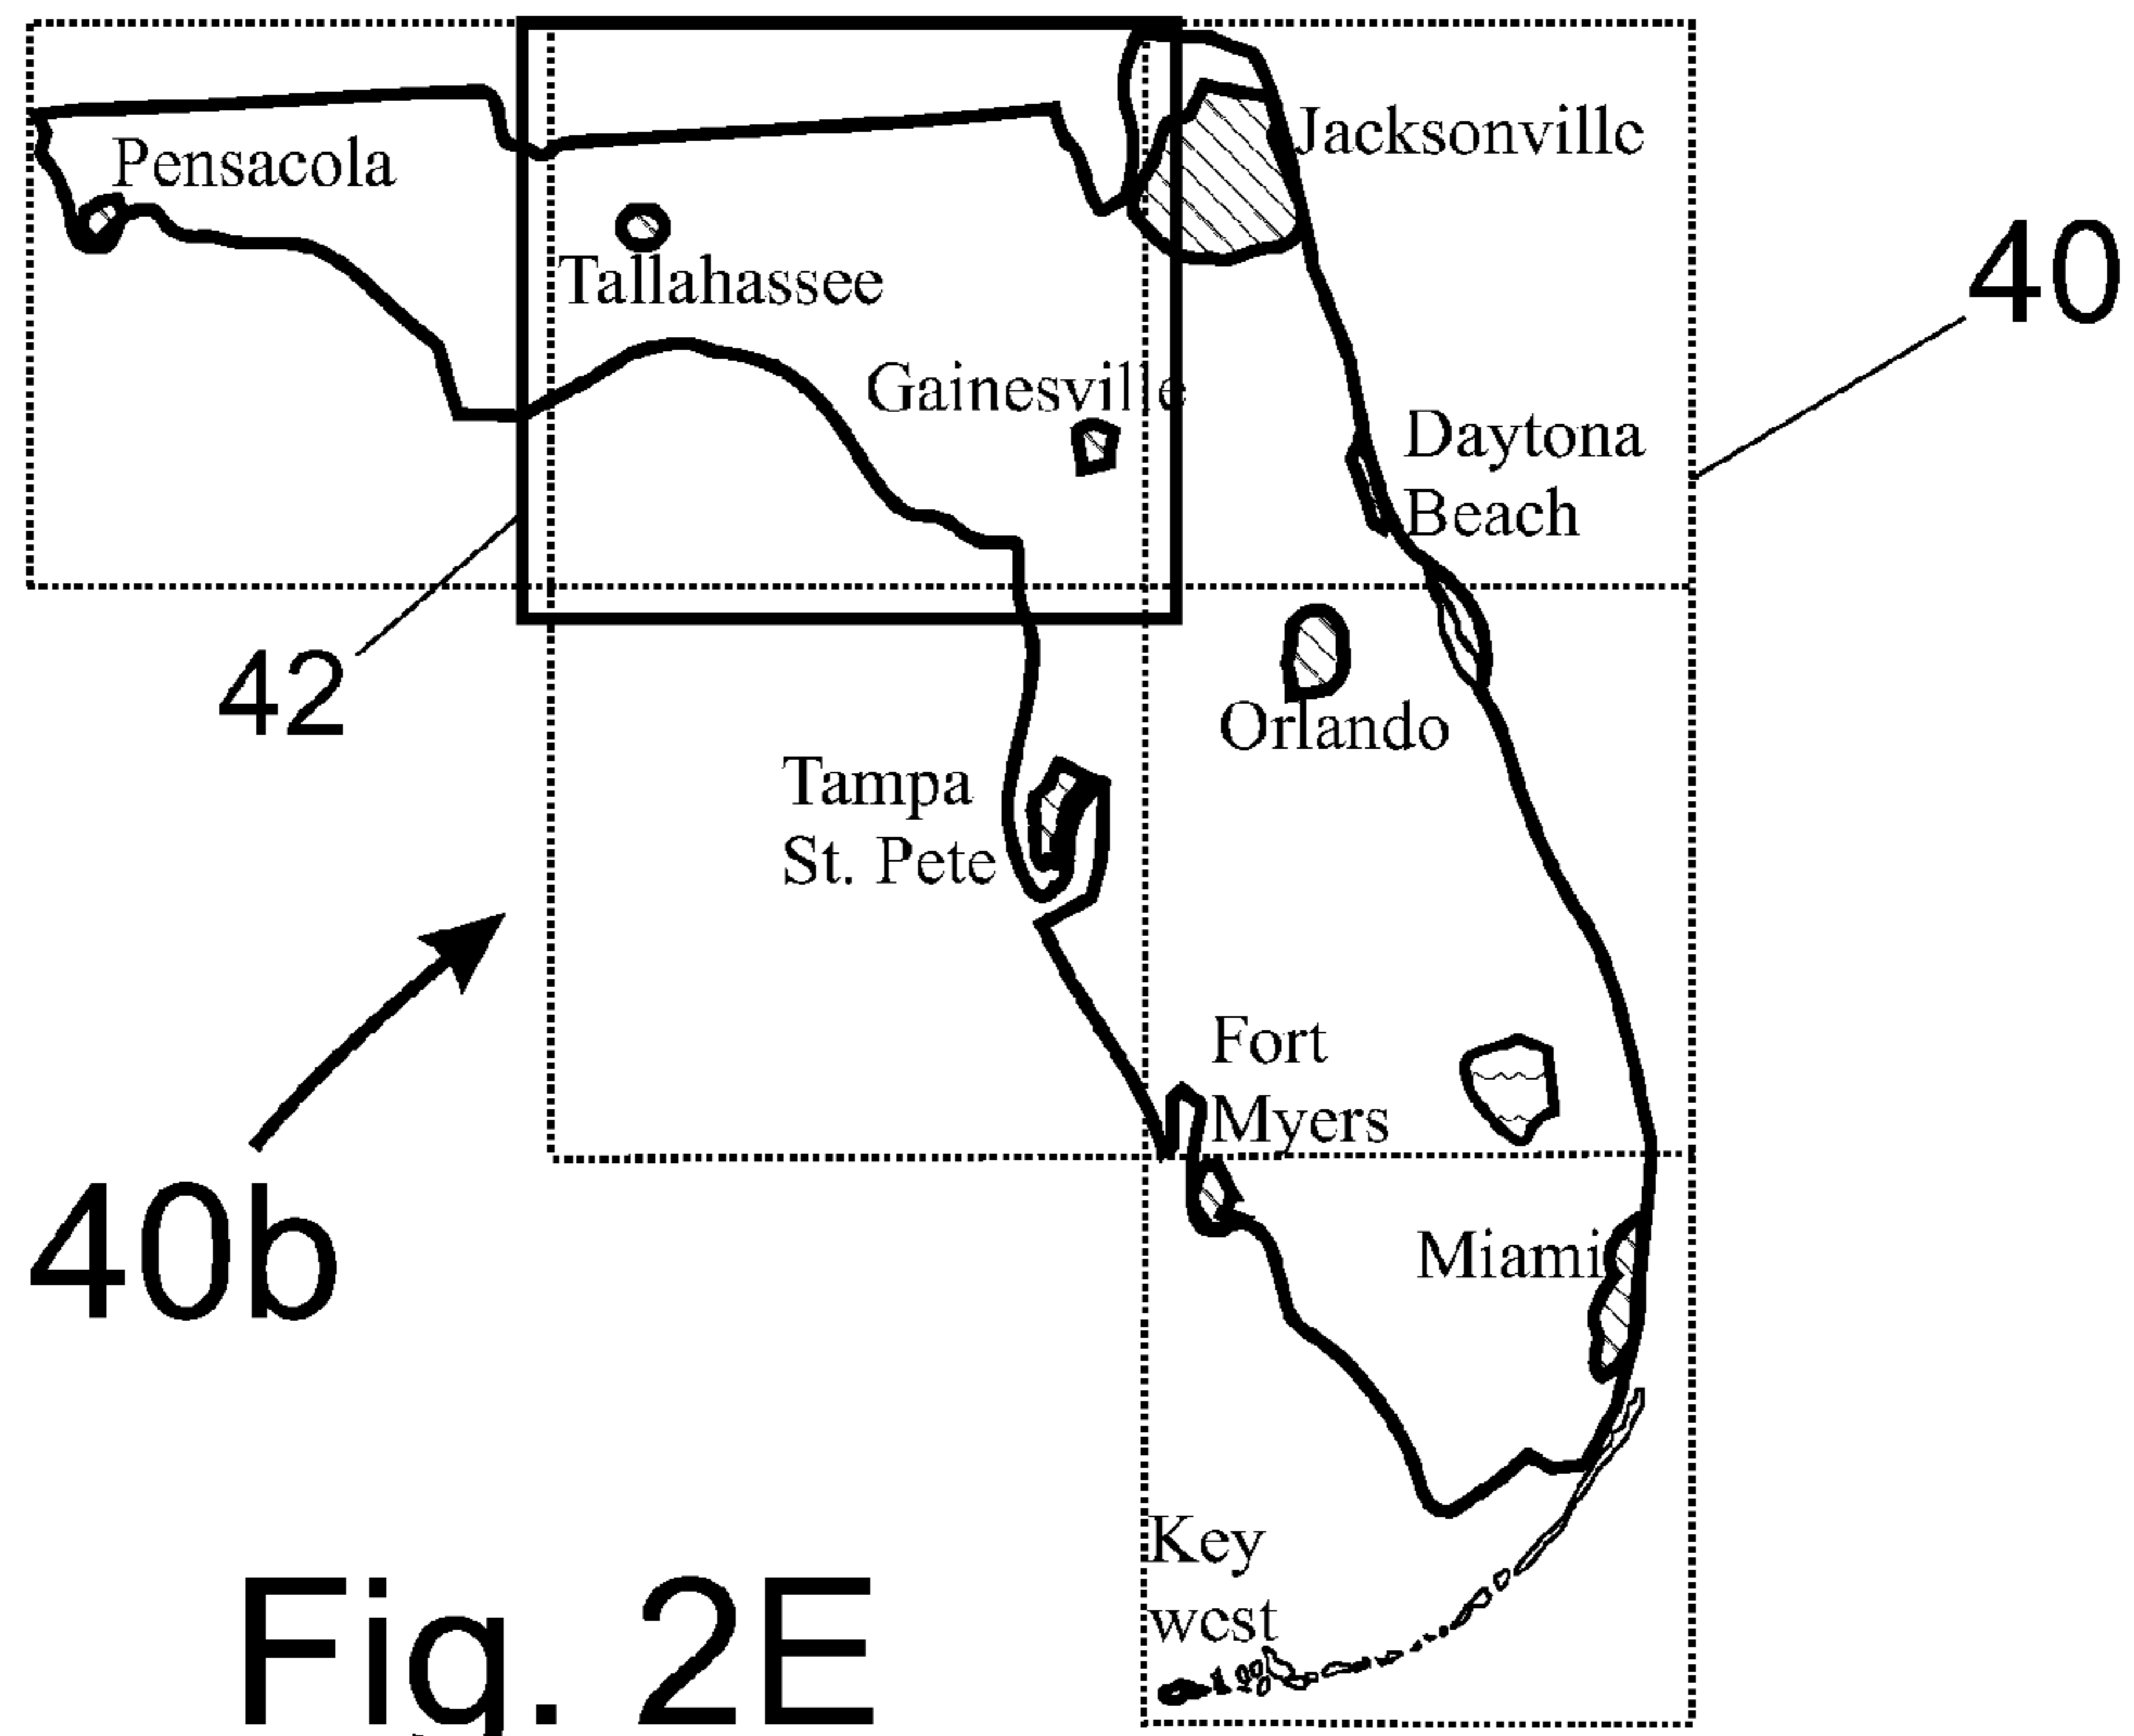 Pensacola
Jacksonville
Tallahassee
40
Gainesville
Daytona
Beach
42
Orlando
Tampa
St. Pete
Fort
Myers
40b
Miami
Key
west
Fig. 2E